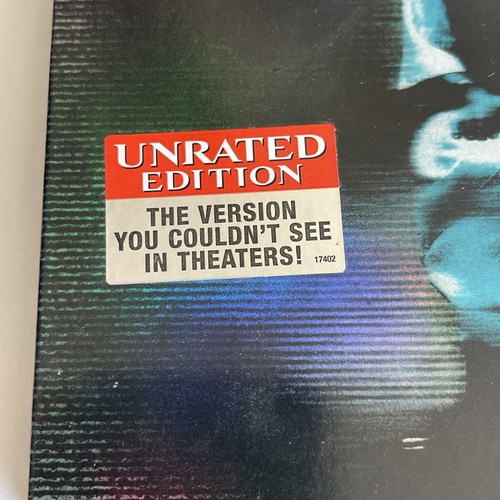 UNRATED
EDITION
THE VERSION
YOU COULDN'T SEE
IN THEATERS! 17402